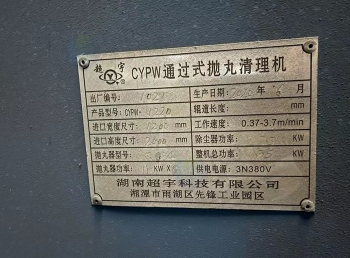 超宇
CYPW通过式抛丸清理机
出厂编号: 生产日期: 年 月
产品型号: CYPW- 辊道长度: mm
进口宽度尺寸 mm 工作速度: 0.37-3.7m/min
进口高度尺寸 mm 除尘器功率: KW
抛丸器型号: 整机总功率: KW
抛丸器功率: KW X 供电电源: 3N380V
湖南超宇科技有限公司
湘潭市雨湖区先锋工业园区